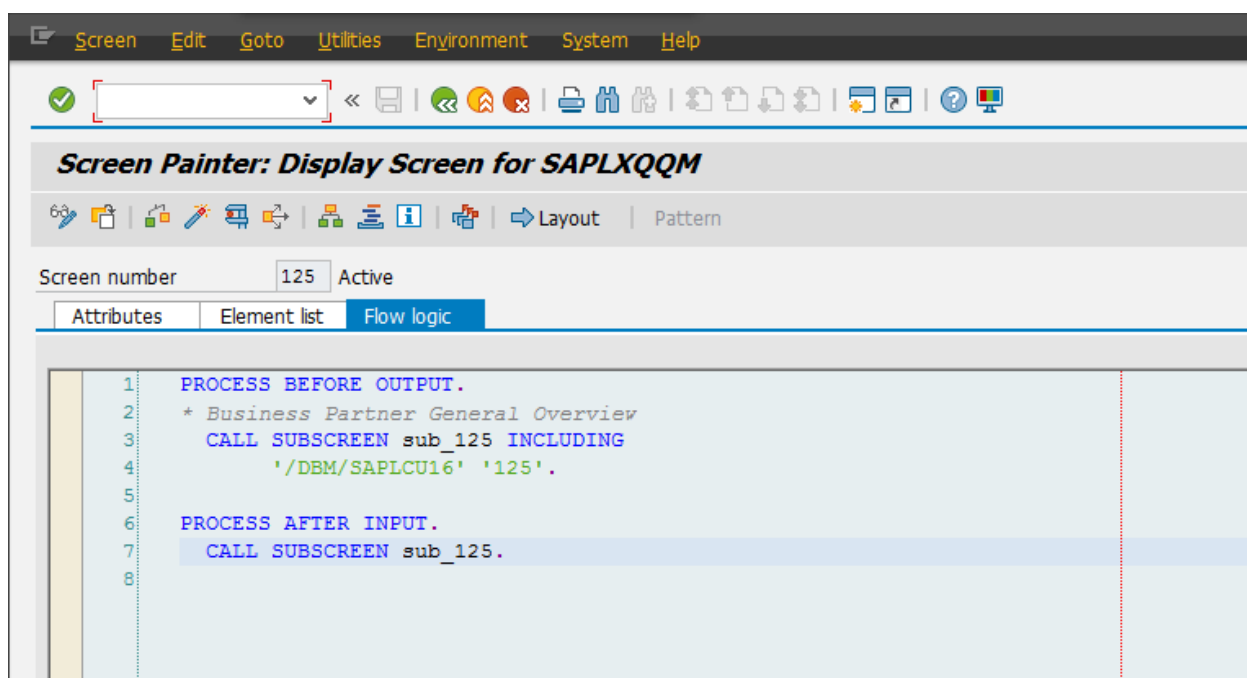 Screen Edit Goto Utilities Environment System Help
Screen Painter: Display Screen for SAPLXQQM
Layout Pattern
Screen number 125 Active
Attributes Element list Flow logic
1 PROCESS BEFORE OUTPUT.
2 * Business Partner General Overview
3 CALL SUBSCREEN sub_125 INCLUDING
4 '/DBM/SAPLCU16' '125'.
5
6 PROCESS AFTER INPUT.
7 CALL SUBSCREEN sub_125.
8